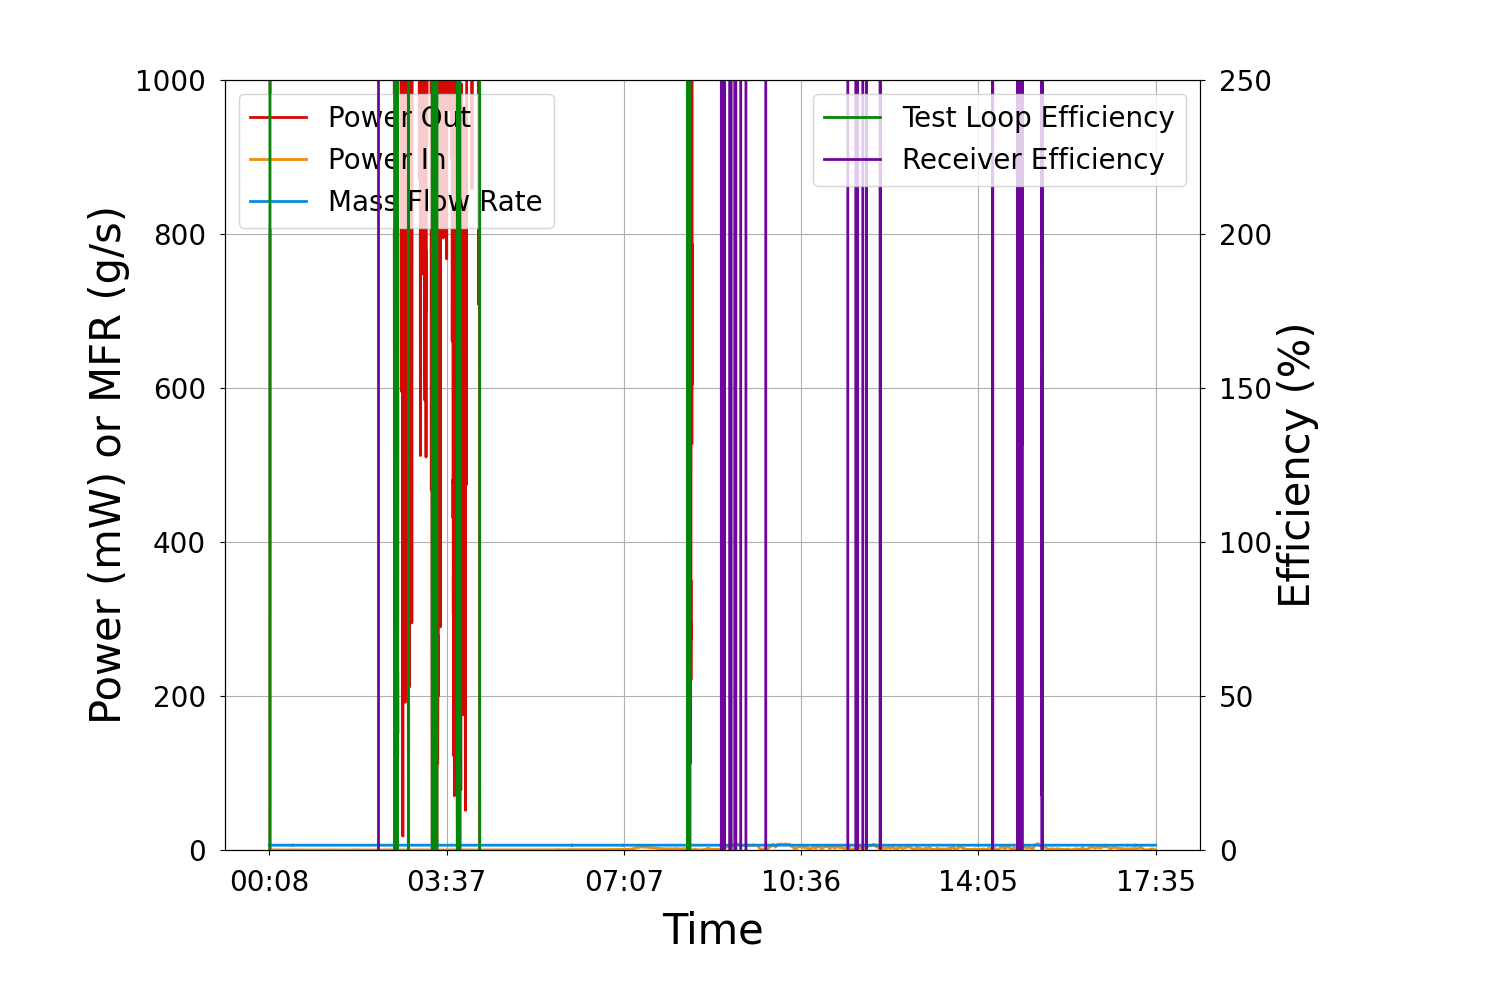 Power Out
Power In
Mass Flow Rate
Test Loop Efficiency
Receiver Efficiency
Power (mW) or MFR (g/s)
1000
800
600
400
200
0
250
200
150
100
50
0
Efficiency (%)
00:08 03:37 07:07 10:36 14:05 17:35
Time